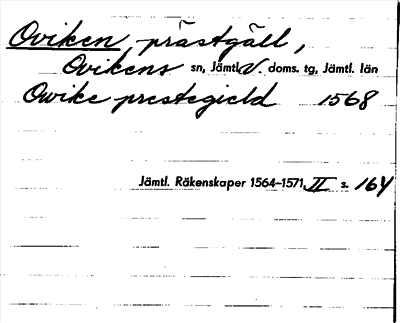 Oviken, prästgäll,
Ovikens sn, Jämtl. V. doms. tg, Jämtl. län
Owike prestegield 1568
Jämtl. Räkenskaper 1564-1571, II s. 164